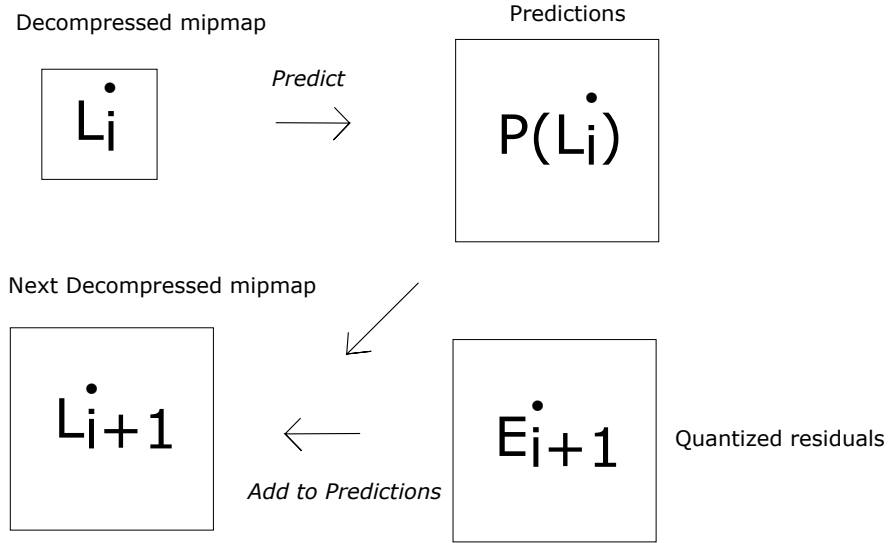 Decompressed mipmap
Predictions
Predict
L̇i
P(L̇i)
Next Decompressed mipmap
L̇i+1
Ėi+1
Quantized residuals
Add to Predictions